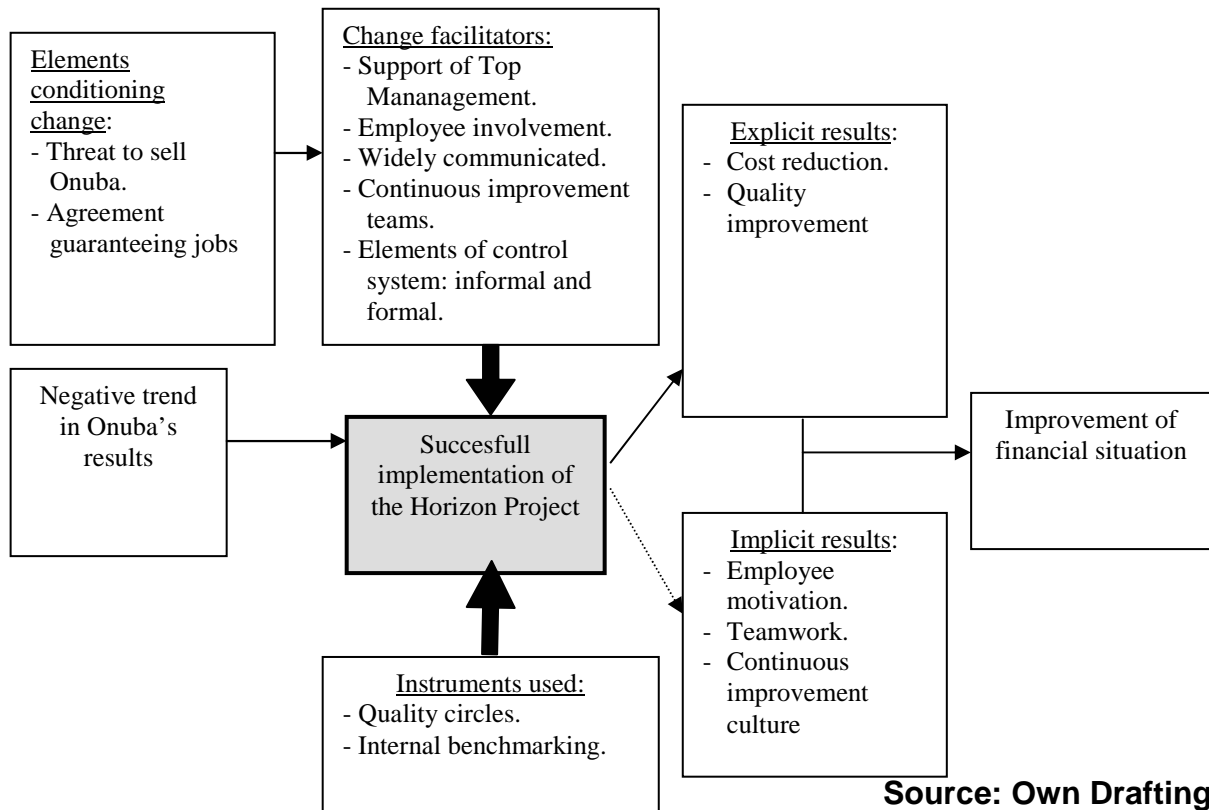 Elements
conditioning
change:
- Threat to sell
Onuba.
- Agreement
guaranteeing jobs
Change facilitators:
- Support of Top
Mananagement.
- Employee involvement.
- Widely communicated.
- Continuous improvement
teams.
- Elements of control
system: informal and
formal.
Explicit results:
- Cost reduction.
- Quality
improvement
Negative trend
in Onuba's
results
Succesfull
implementation of
the Horizon Project
Improvement of
financial situation
Implicit results:
- Employee
motivation.
- Teamwork.
- Continuous
improvement
culture
Instruments used:
- Quality circles.
- Internal benchmarking.
Source: Own Drafting